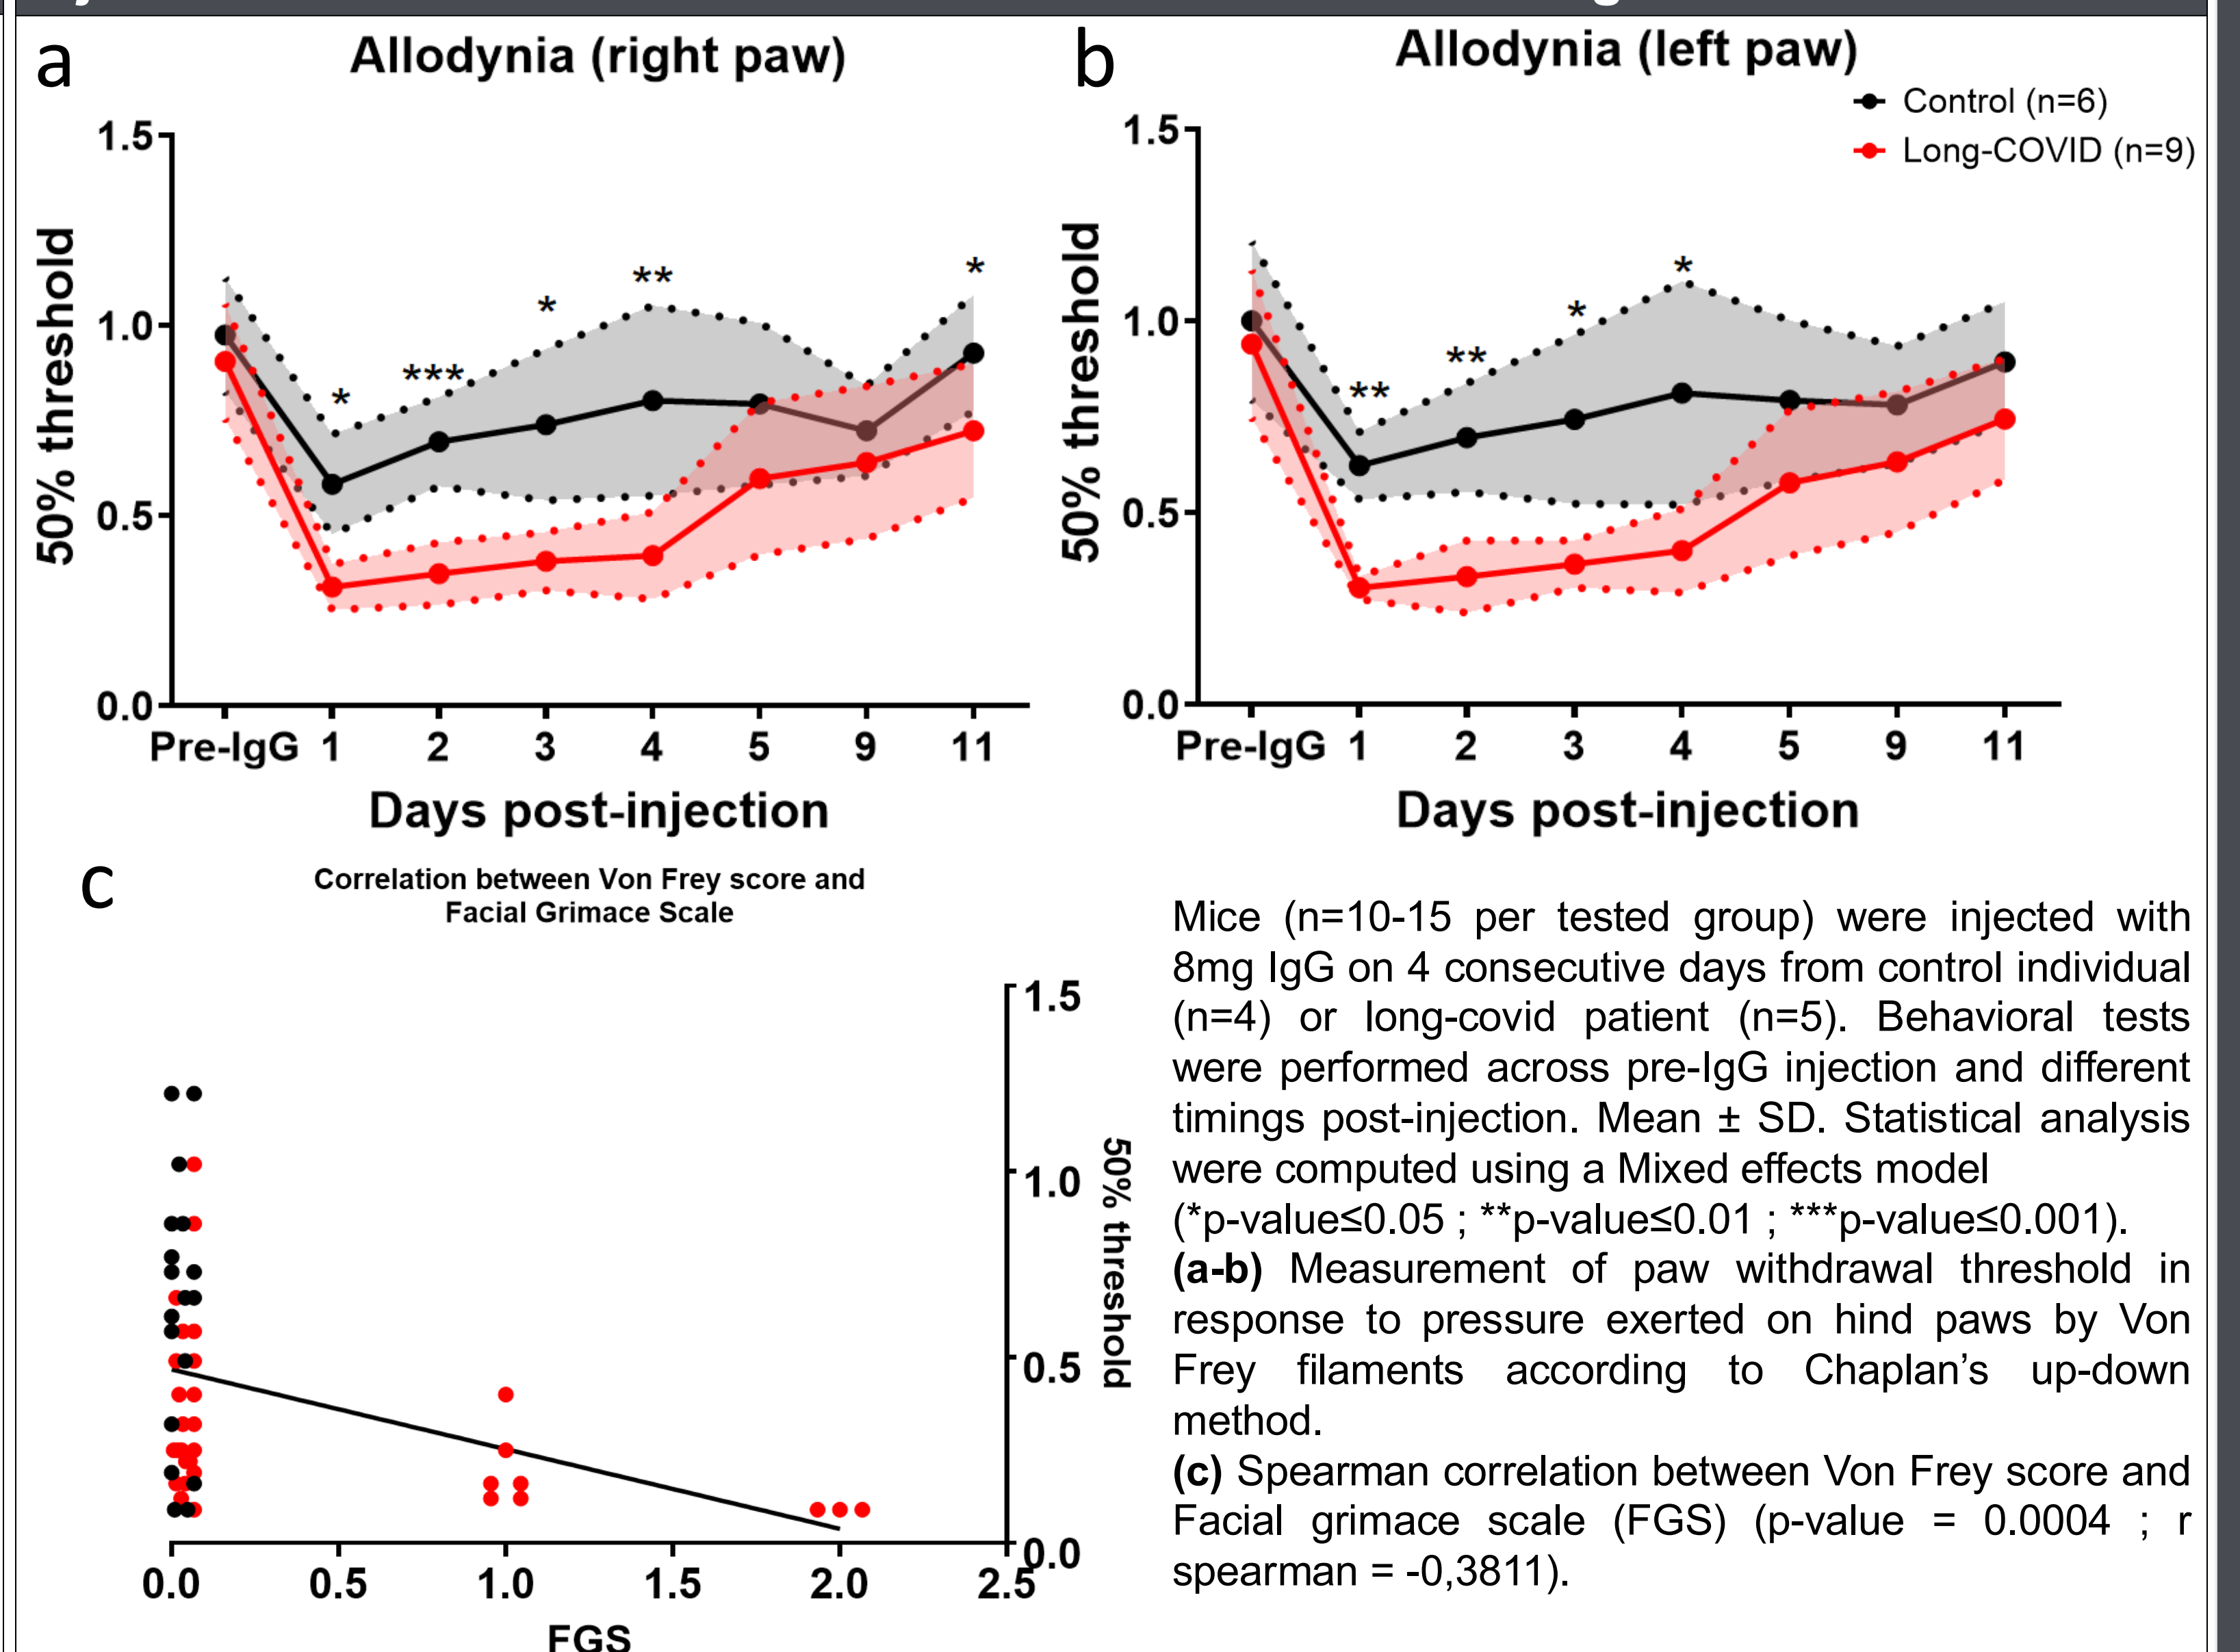 a
Allodynia (right paw)
1.5
1.0
0.5
0.0
50% threshold
*
***
*
**
*
Pre-IgG 1 2 3 4 5 9 11
Days post-injection
b
Allodynia (left paw)
Control (n=6)
Long-COVID (n=9)
1.5
1.0
0.5
0.0
50% threshold
**
**
*
*
Pre-IgG 1 2 3 4 5 9 11
Days post-injection
c
Correlation between Von Frey score and
Facial Grimace Scale
1.5
1.0
0.5
0.0
50% threshold
0.0 0.5 1.0 1.5 2.0 2.5
FGS
Mice (n=10-15 per tested group) were injected with
8mg IgG on 4 consecutive days from control individual
(n=4) or long-covid patient (n=5). Behavioral tests
were performed across pre-IgG injection and different
timings post-injection. Mean ± SD. Statistical analysis
were computed using a Mixed effects model
(*p-value≤0.05 ; **p-value≤0.01 ; ***p-value≤0.001).
(a-b) Measurement of paw withdrawal threshold in
response to pressure exerted on hind paws by Von
Frey filaments according to Chaplan’s up-down
method.
(c) Spearman correlation between Von Frey score and
Facial grimace scale (FGS) (p-value = 0.0004 ; r
spearman = -0,3811).